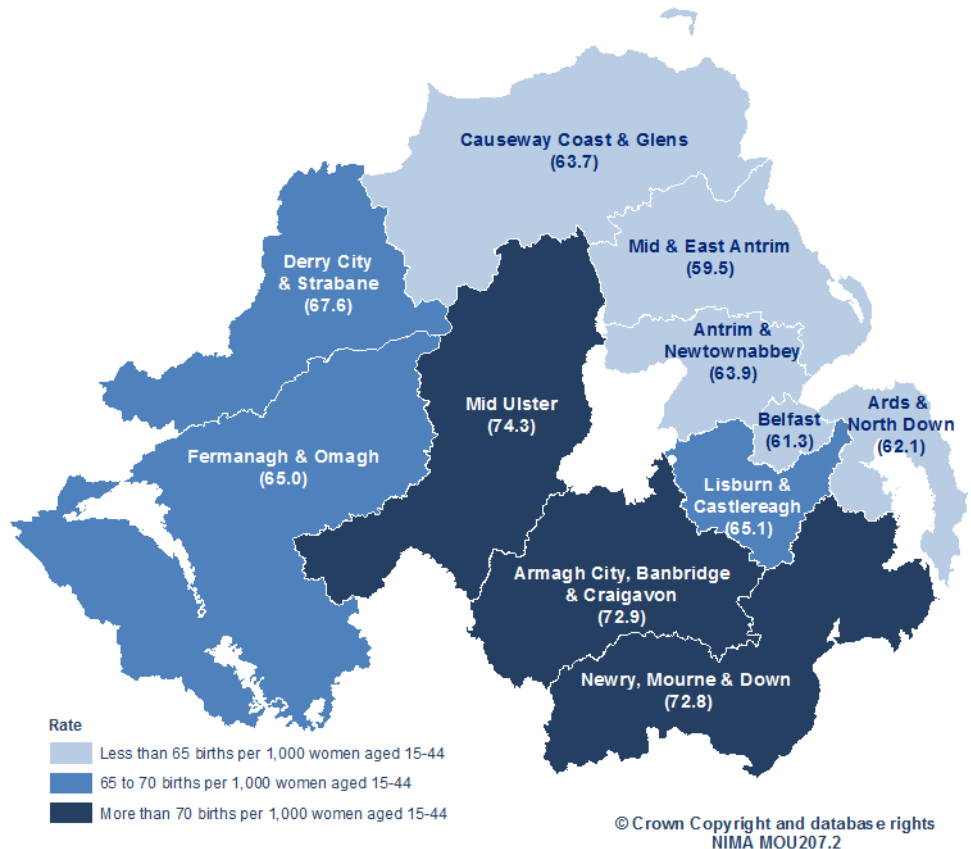 Causeway Coast & Glens
(63.7)
Mid & East Antrim
(59.5)
Derry City
& Strabane
(67.6)
Antrim &
Newtownabbey
(63.9)
Mid Ulster
(74.3)
Belfast
(61.3)
Ards &
North Down
(62.1)
Fermanagh & Omagh
(65.0)
Lisburn &
Castlereagh
(65.1)
Armagh City, Banbridge
& Craigavon
(72.9)
Newry, Mourne & Down
(72.8)
Rate
Less than 65 births per 1,000 women aged 15-44
65 to 70 births per 1,000 women aged 15-44
More than 70 births per 1,000 women aged 15-44
© Crown Copyright and database rights
NIMA MOU207.2